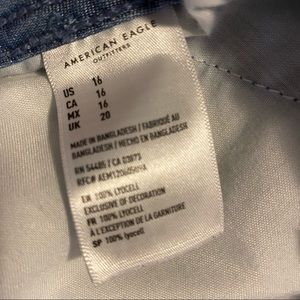 AMERICAN EAGLE
OUTFITTERS
US 16
CA 16
MX 16
UK 20
MADE IN BANGLADESH / FABRIQUÉ AU
BANGLADESH / HECHO EN BANGLADESH
RN 54485 / CA 03873
RFC#
EN 100% LYOCELL
EXCLUSIVE OF DECORATION
FR 100% LYOCELL
À L'EXCEPTION DE LA GARNITURE
SP 100% lyocell